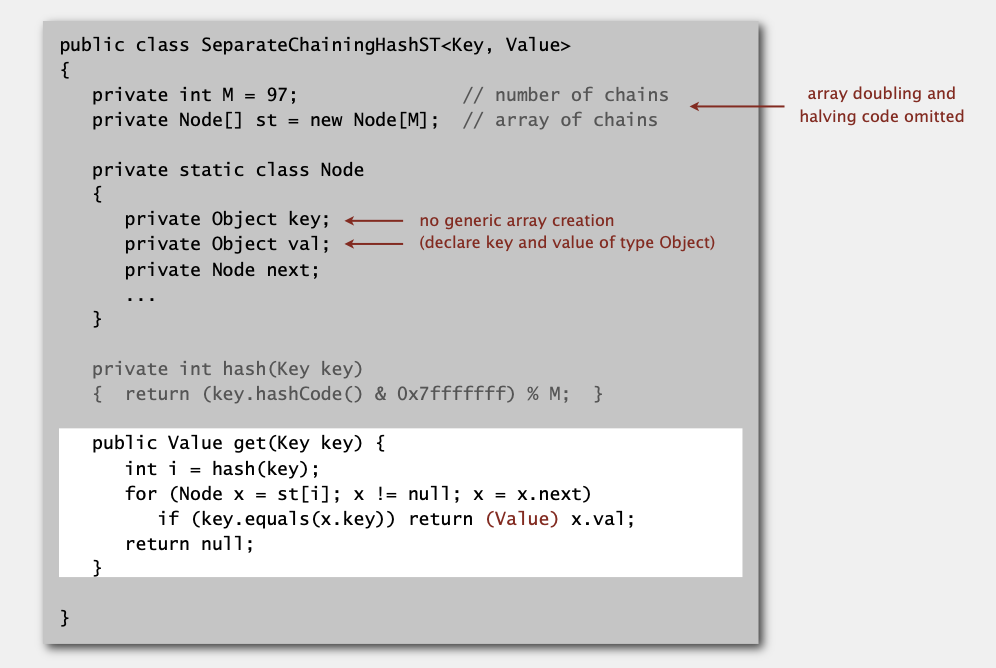 public class SeparateChainingHashST<Key, Value>
{
private int M = 97; // number of chains
private Node[] st = new Node[M]; // array of chains
array doubling and
halving code omitted
private static class Node
{
private Object key;
no generic array creation
private Object val;
(declare key and value of type Object)
private Node next;
...
}
private int hash(Key key)
{ return (key.hashCode() & 0x7fffffff) % M; }
public Value get(Key key) {
int i = hash(key);
for (Node x = st[i]; x != null; x = x.next)
if (key.equals(x.key)) return (Value) x.val;
return null;
}
}